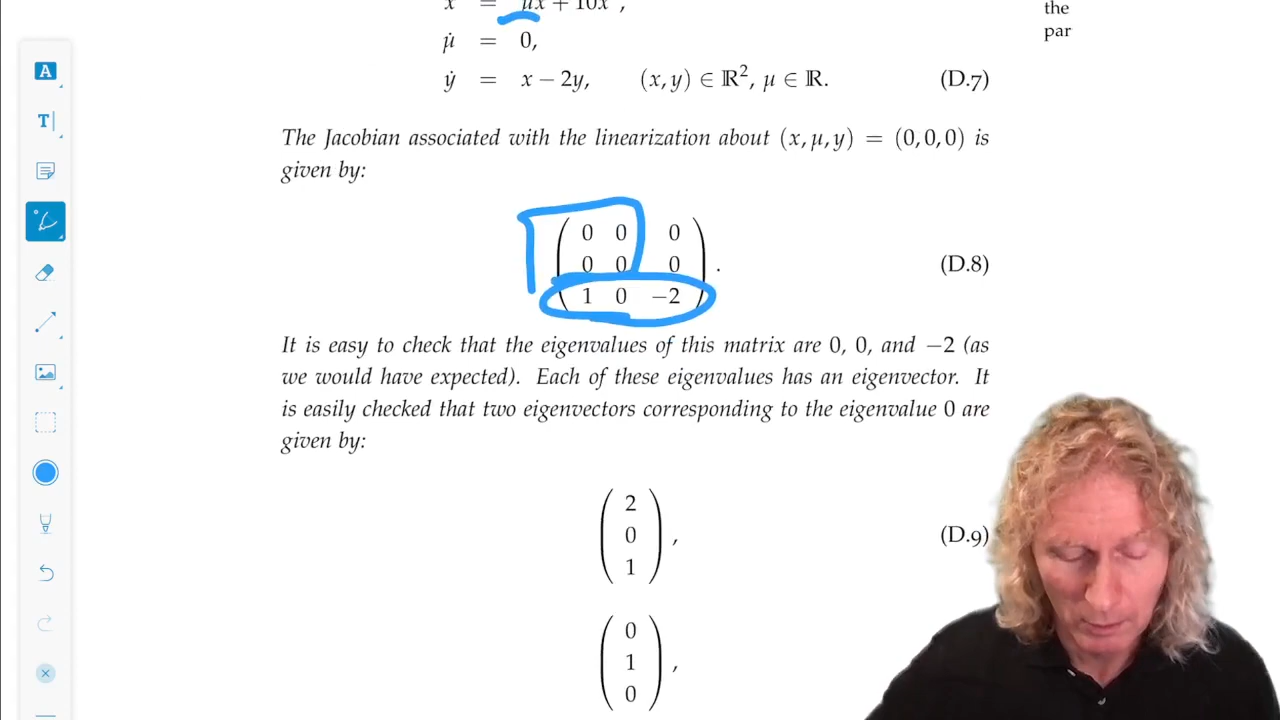 the
par
μ̇ = 0,
ẏ = x − 2y, (x, y) ∈ ℝ², μ ∈ ℝ. (D.7)
The Jacobian associated with the linearization about (x, μ, y) = (0, 0, 0) is
given by:
0 0 0
0 0 0
1 0 −2
. (D.8)
It is easy to check that the eigenvalues of this matrix are 0, 0, and −2 (as
we would have expected). Each of these eigenvalues has an eigenvector. It
is easily checked that two eigenvectors corresponding to the eigenvalue 0 are
given by:
2
0
1
, (D.9)
0
1
0
,
A
T